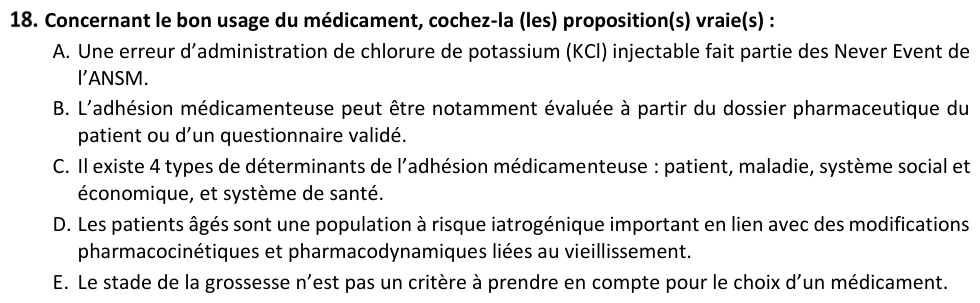 18. Concernant le bon usage du médicament, cochez-la (les) proposition(s) vraie(s) :
A. Une erreur d’administration de chlorure de potassium (KCl) injectable fait partie des Never Event de
l’ANSM.
B. L’adhésion médicamenteuse peut être notamment évaluée à partir du dossier pharmaceutique du
patient ou d’un questionnaire validé.
C. Il existe 4 types de déterminants de l’adhésion médicamenteuse : patient, maladie, système social et
économique, et système de santé.
D. Les patients âgés sont une population à risque iatrogénique important en lien avec des modifications
pharmacocinétiques et pharmacodynamiques liées au vieillissement.
E. Le stade de la grossesse n’est pas un critère à prendre en compte pour le choix d’un médicament.